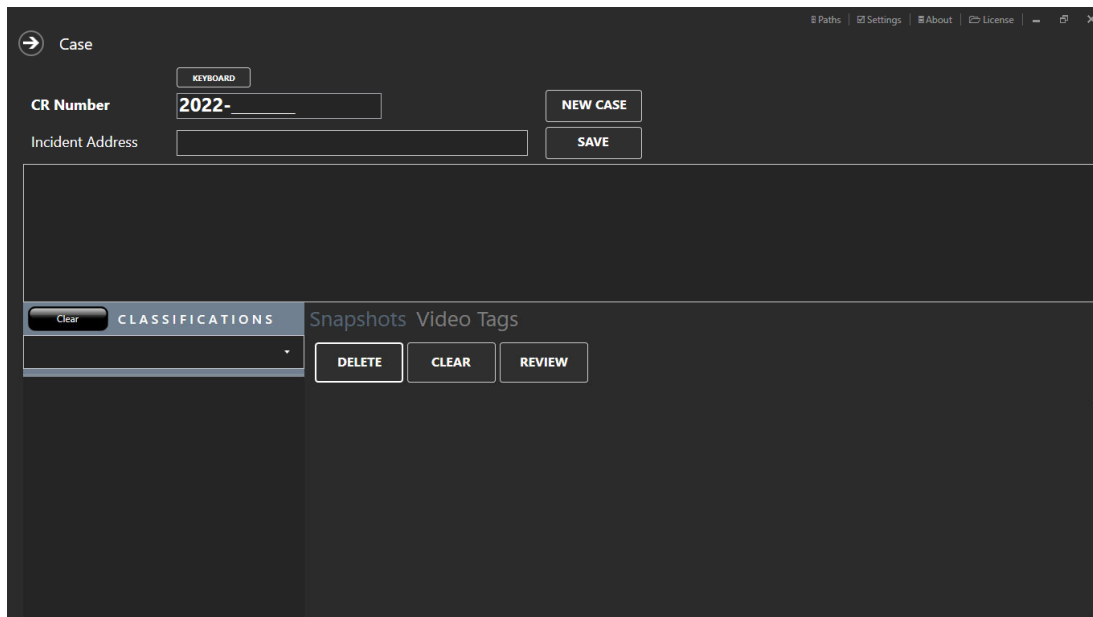 Paths Settings About License
Case
KEYBOARD
CR Number 2022-_______ NEW CASE
Incident Address SAVE
Clear CLASSIFICATIONS Snapshots Video Tags
DELETE CLEAR REVIEW